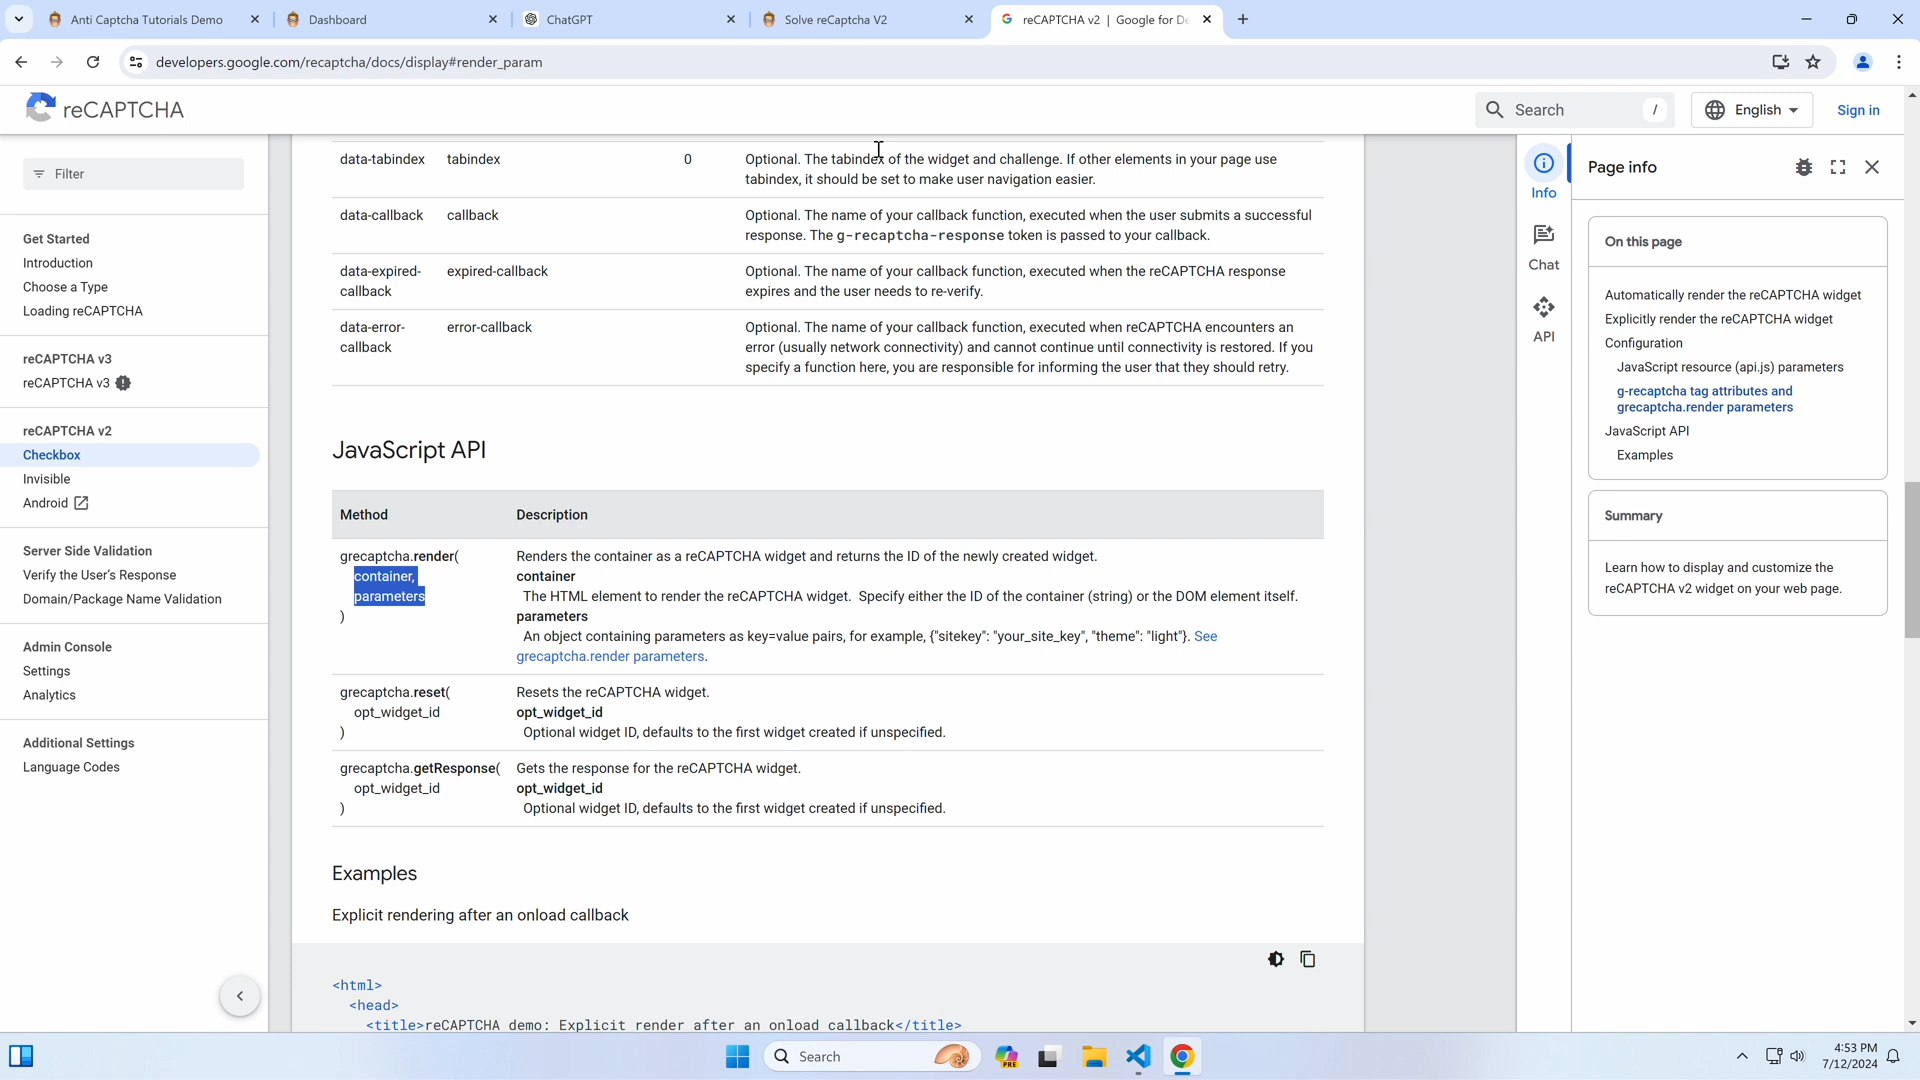 Anti Captcha Tutorials Demo
Dashboard
ChatGPT
Solve reCaptcha V2
reCAPTCHA v2 | Google for De
developers.google.com/recaptcha/docs/display#render_param
reCAPTCHA
Search
/
English
Sign in
Filter
Get Started
Introduction
Choose a Type
Loading reCAPTCHA
reCAPTCHA v3
reCAPTCHA v3
reCAPTCHA v2
Checkbox
Invisible
Android
Server Side Validation
Verify the User's Response
Domain/Package Name Validation
Admin Console
Settings
Analytics
Additional Settings
Language Codes
data-tabindex tabindex 0 Optional. The tabindex of the widget and challenge. If other elements in your page use
tabindex, it should be set to make user navigation easier.
data-callback callback Optional. The name of your callback function, executed when the user submits a successful
response. The g-recaptcha-response token is passed to your callback.
data-expired- expired-callback Optional. The name of your callback function, executed when the reCAPTCHA response
callback expires and the user needs to re-verify.
data-error- error-callback Optional. The name of your callback function, executed when reCAPTCHA encounters an
callback error (usually network connectivity) and cannot continue until connectivity is restored. If you
specify a function here, you are responsible for informing the user that they should retry.
JavaScript API
Method Description
grecaptcha.render( Renders the container as a reCAPTCHA widget and returns the ID of the newly created widget.
container, container
parameters The HTML element to render the reCAPTCHA widget. Specify either the ID of the container (string) or the DOM element itself.
) parameters
An object containing parameters as key=value pairs, for example, {"sitekey": "your_site_key", "theme": "light"}. See
grecaptcha.render parameters.
grecaptcha.reset( Resets the reCAPTCHA widget.
opt_widget_id opt_widget_id
) Optional widget ID, defaults to the first widget created if unspecified.
grecaptcha.getResponse( Gets the response for the reCAPTCHA widget.
opt_widget_id opt_widget_id
) Optional widget ID, defaults to the first widget created if unspecified.
Examples
Explicit rendering after an onload callback
<html>
<head>
<title>reCAPTCHA demo: Explicit render after an onload callback</title>
Info
Chat
API
Page info
On this page
Automatically render the reCAPTCHA widget
Explicitly render the reCAPTCHA widget
Configuration
JavaScript resource (api.js) parameters
g-recaptcha tag attributes and
grecaptcha.render parameters
JavaScript API
Examples
Summary
Learn how to display and customize the
reCAPTCHA v2 widget on your web page.
Search
PRE
4:53 PM
7/12/2024